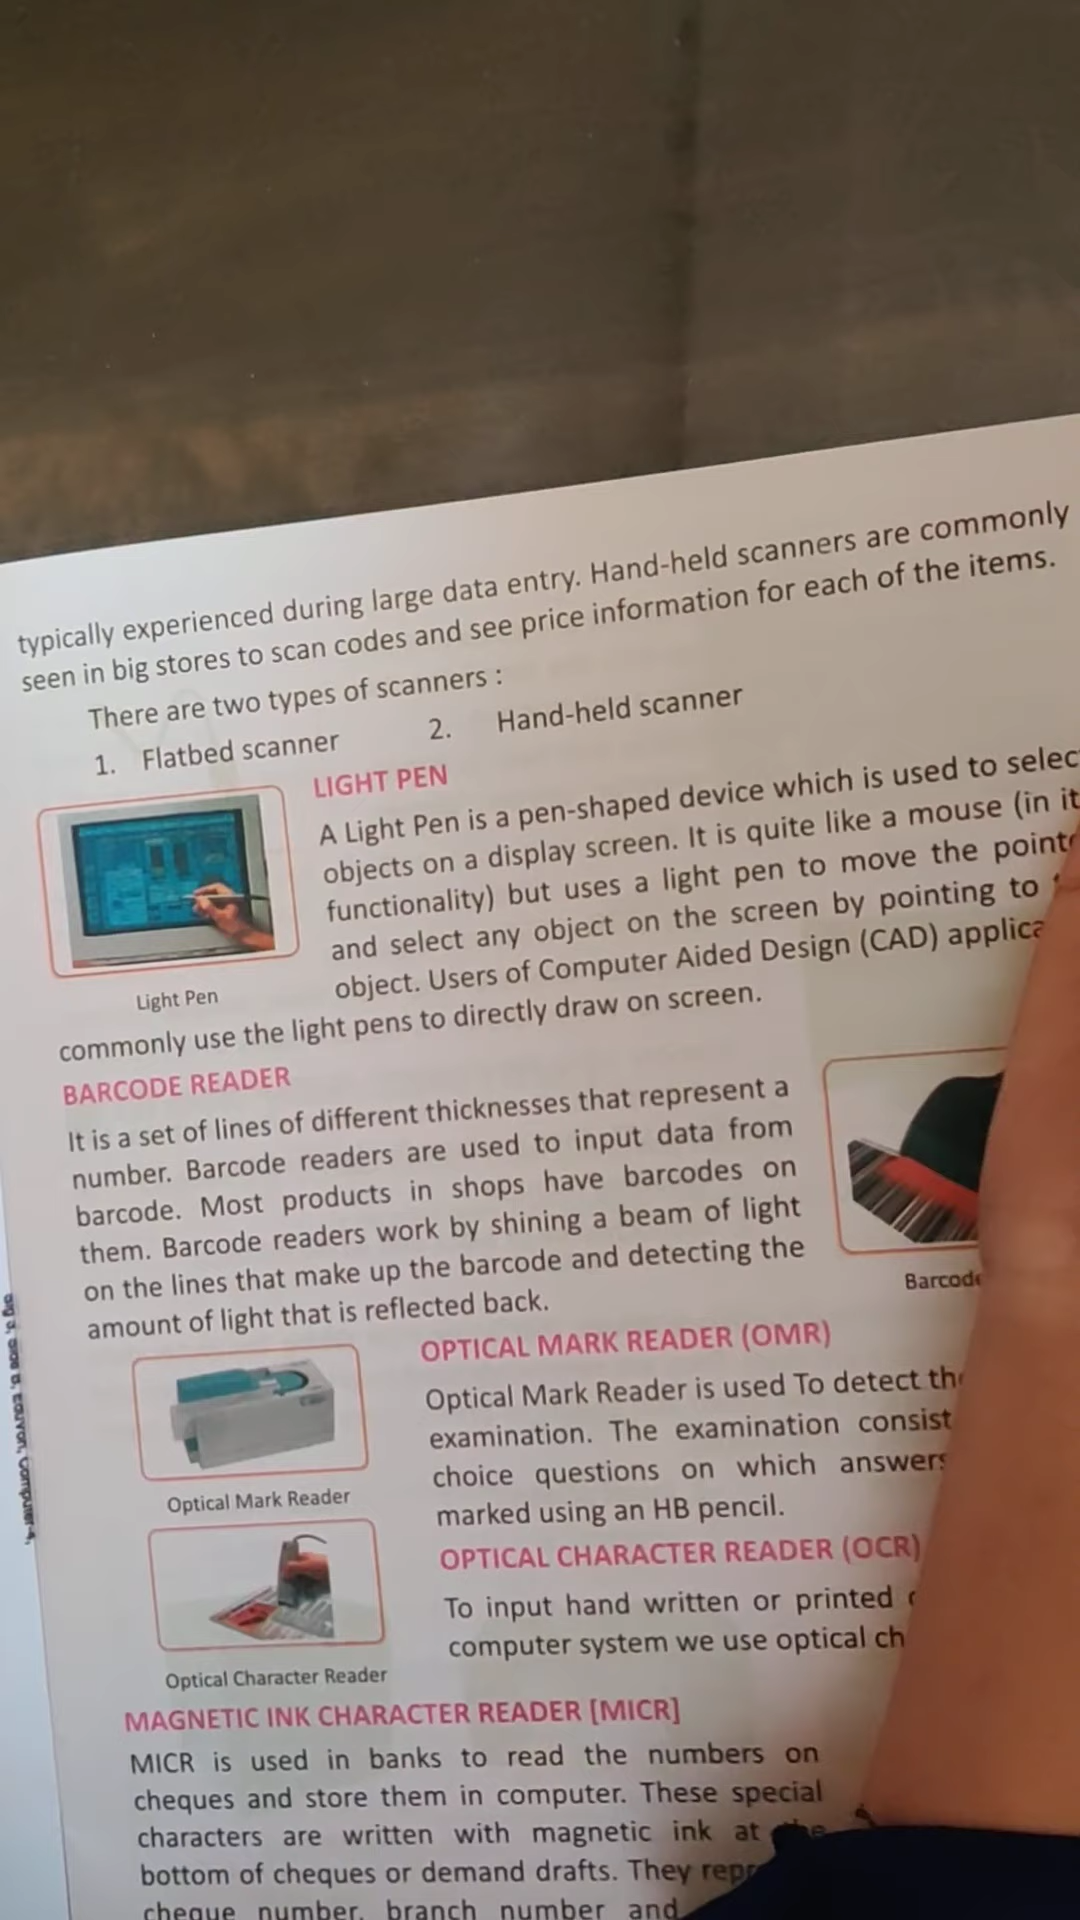 typically experienced during large data entry. Hand-held scanners are commonly
seen in big stores to scan codes and see price information for each of the items.
There are two types of scanners :
1. Flatbed scanner 2. Hand-held scanner
LIGHT PEN
A Light Pen is a pen-shaped device which is used to selec
objects on a display screen. It is quite like a mouse (in it
functionality) but uses a light pen to move the point
and select any object on the screen by pointing to
object. Users of Computer Aided Design (CAD) applica
Light Pen
commonly use the light pens to directly draw on screen.
BARCODE READER
It is a set of lines of different thicknesses that represent a
number. Barcode readers are used to input data from
barcode. Most products in shops have barcodes on
them. Barcode readers work by shining a beam of light
on the lines that make up the barcode and detecting the
amount of light that is reflected back.
Barcode
OPTICAL MARK READER (OMR)
Optical Mark Reader is used To detect the
examination. The examination consist
choice questions on which answers
marked using an HB pencil.
Optical Mark Reader
OPTICAL CHARACTER READER (OCR)
To input hand written or printed
computer system we use optical ch
Optical Character Reader
MAGNETIC INK CHARACTER READER [MICR]
MICR is used in banks to read the numbers on
cheques and store them in computer. These special
characters are written with magnetic ink at the
bottom of cheques or demand drafts. They repr
cheque number, branch number and